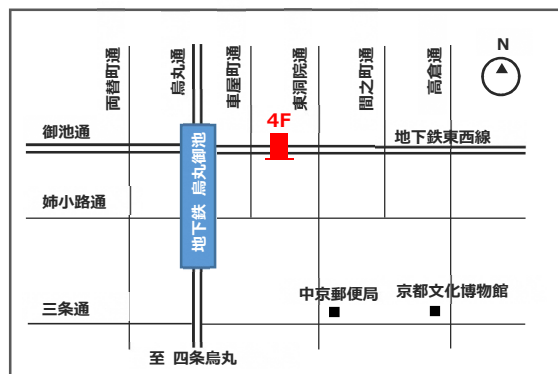 両替町通
烏丸通
車屋町通
東洞院通
間之町通
高倉通
N
御池通
4F
地下鉄東西線
地下鉄 烏丸御池
姉小路通
中京郵便局
京都文化博物館
三条通
至 四条烏丸